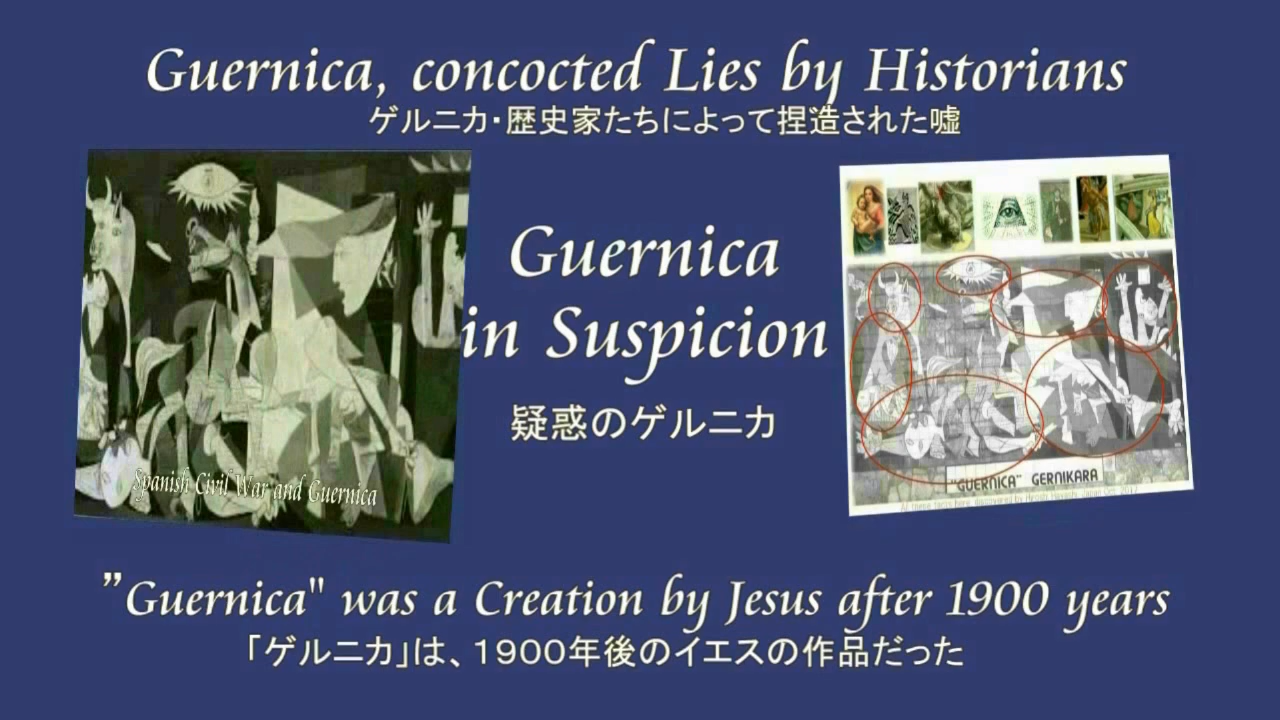 Guernica, concocted Lies by Historians
ゲルニカ・歴史家たちによって捏造された嘘
Guernica
in Suspicion
疑惑のゲルニカ
Spanish Civil War and Guernica
"GUERNICA" GERNIKARA
”Guernica" was a Creation by Jesus after 1900 years
「ゲルニカ」は、1900年後のイエスの作品だった